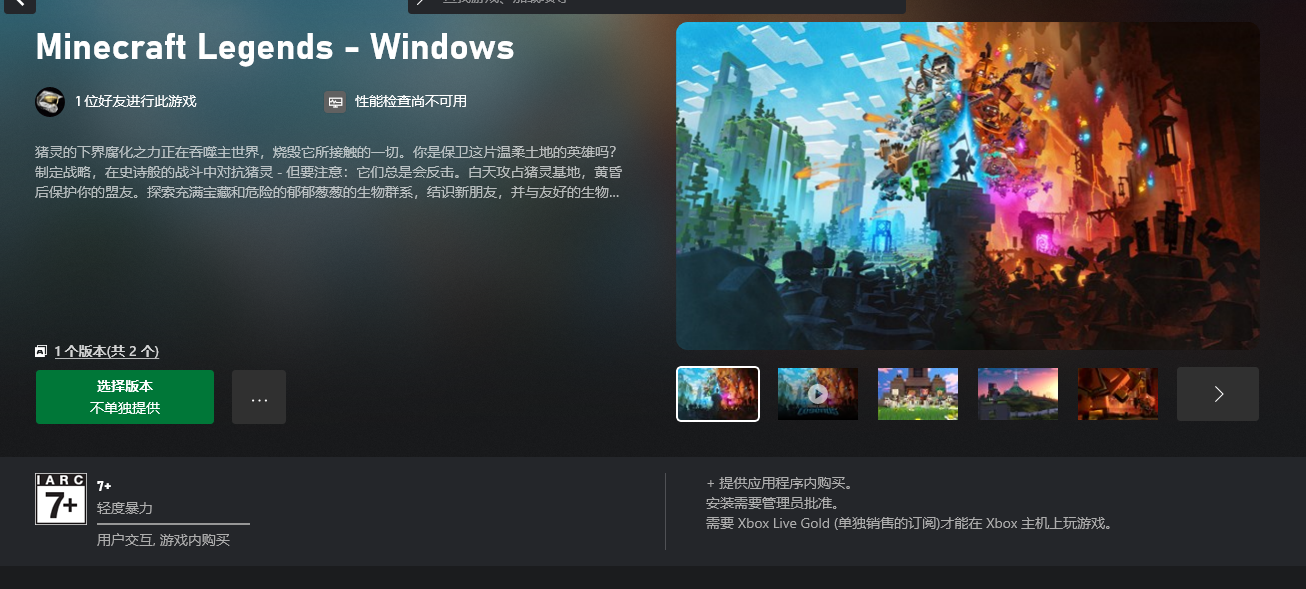 Minecraft Legends - Windows
1 位好友进行此游戏
性能检查尚不可用
猪灵的下界腐化之力正在吞噬主世界，烧毁它所接触的一切。你是保卫这片温柔土地的英雄吗？
制定战略，在史诗般的战斗中对抗猪灵 - 但要注意：它们总是会反击。白天攻占猪灵基地，黄昏
后保护你的盟友。探索充满宝藏和危险的郁郁葱葱的生物群系，结识新朋友，并与友好的生物...
1 个版本(共 2 个)
选择版本
不单独提供
...
IARC
7+
7+
轻度暴力
用户交互, 游戏内购买
+ 提供应用程序内购买。
安装需要管理员批准。
需要 Xbox Live Gold (单独销售的订阅)才能在 Xbox 主机上玩游戏。